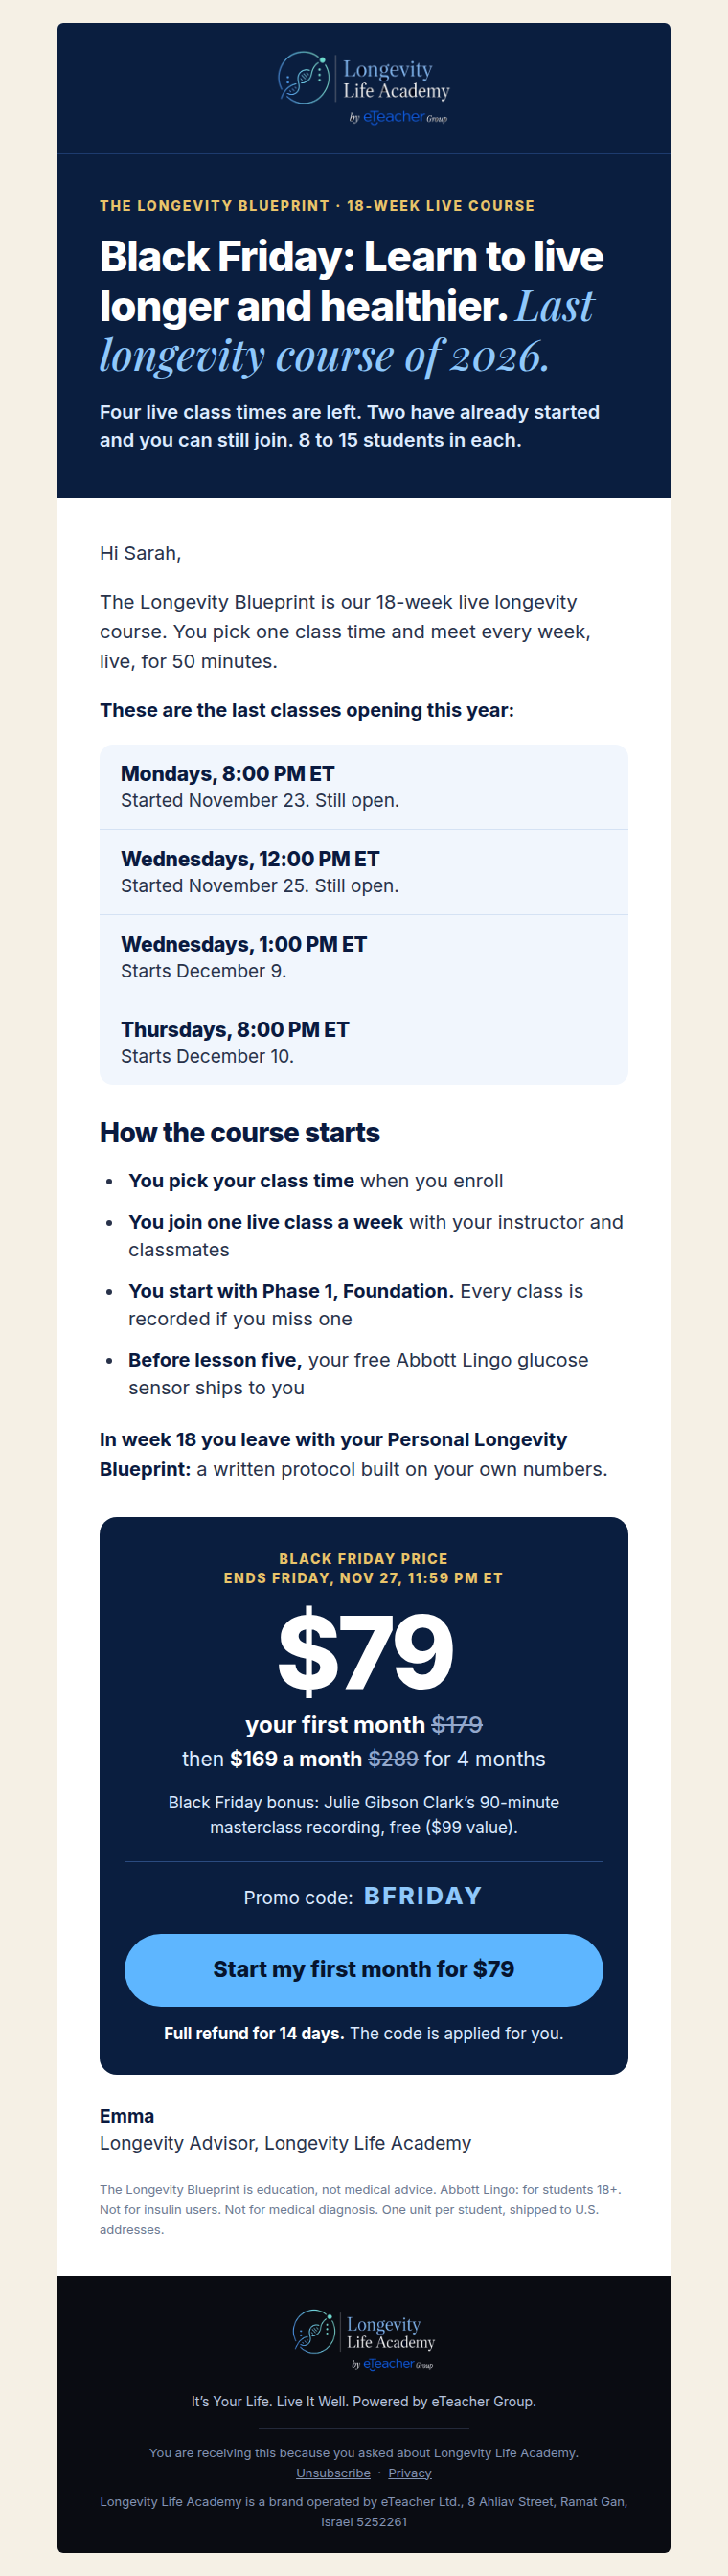 Longevity
Life Academy
by eTeacher Group
THE LONGEVITY BLUEPRINT · 18-WEEK LIVE COURSE
Black Friday: Learn to live
longer and healthier. Last
longevity course of 2026.
Four live class times are left. Two have already started
and you can still join. 8 to 15 students in each.
Hi Sarah,
The Longevity Blueprint is our 18-week live longevity
course. You pick one class time and meet every week,
live, for 50 minutes.
These are the last classes opening this year:
Mondays, 8:00 PM ET
Started November 23. Still open.
Wednesdays, 12:00 PM ET
Started November 25. Still open.
Wednesdays, 1:00 PM ET
Starts December 9.
Thursdays, 8:00 PM ET
Starts December 10.
How the course starts
• You pick your class time when you enroll
• You join one live class a week with your instructor and
classmates
• You start with Phase 1, Foundation. Every class is
recorded if you miss one
• Before lesson five, your free Abbott Lingo glucose
sensor ships to you
In week 18 you leave with your Personal Longevity
Blueprint: a written protocol built on your own numbers.
BLACK FRIDAY PRICE
ENDS FRIDAY, NOV 27, 11:59 PM ET
$79
your first month $179
then $169 a month $289 for 4 months
Black Friday bonus: Julie Gibson Clark’s 90-minute
masterclass recording, free ($99 value).
Promo code: BFRIDAY
Start my first month for $79
Full refund for 14 days. The code is applied for you.
Emma
Longevity Advisor, Longevity Life Academy
The Longevity Blueprint is education, not medical advice. Abbott Lingo: for students 18+.
Not for insulin users. Not for medical diagnosis. One unit per student, shipped to U.S.
addresses.
Longevity
Life Academy
by eTeacher Group
It’s Your Life. Live It Well. Powered by eTeacher Group.
You are receiving this because you asked about Longevity Life Academy.
Unsubscribe · Privacy
Longevity Life Academy is a brand operated by eTeacher Ltd., 8 Ahliav Street, Ramat Gan,
Israel 5252261